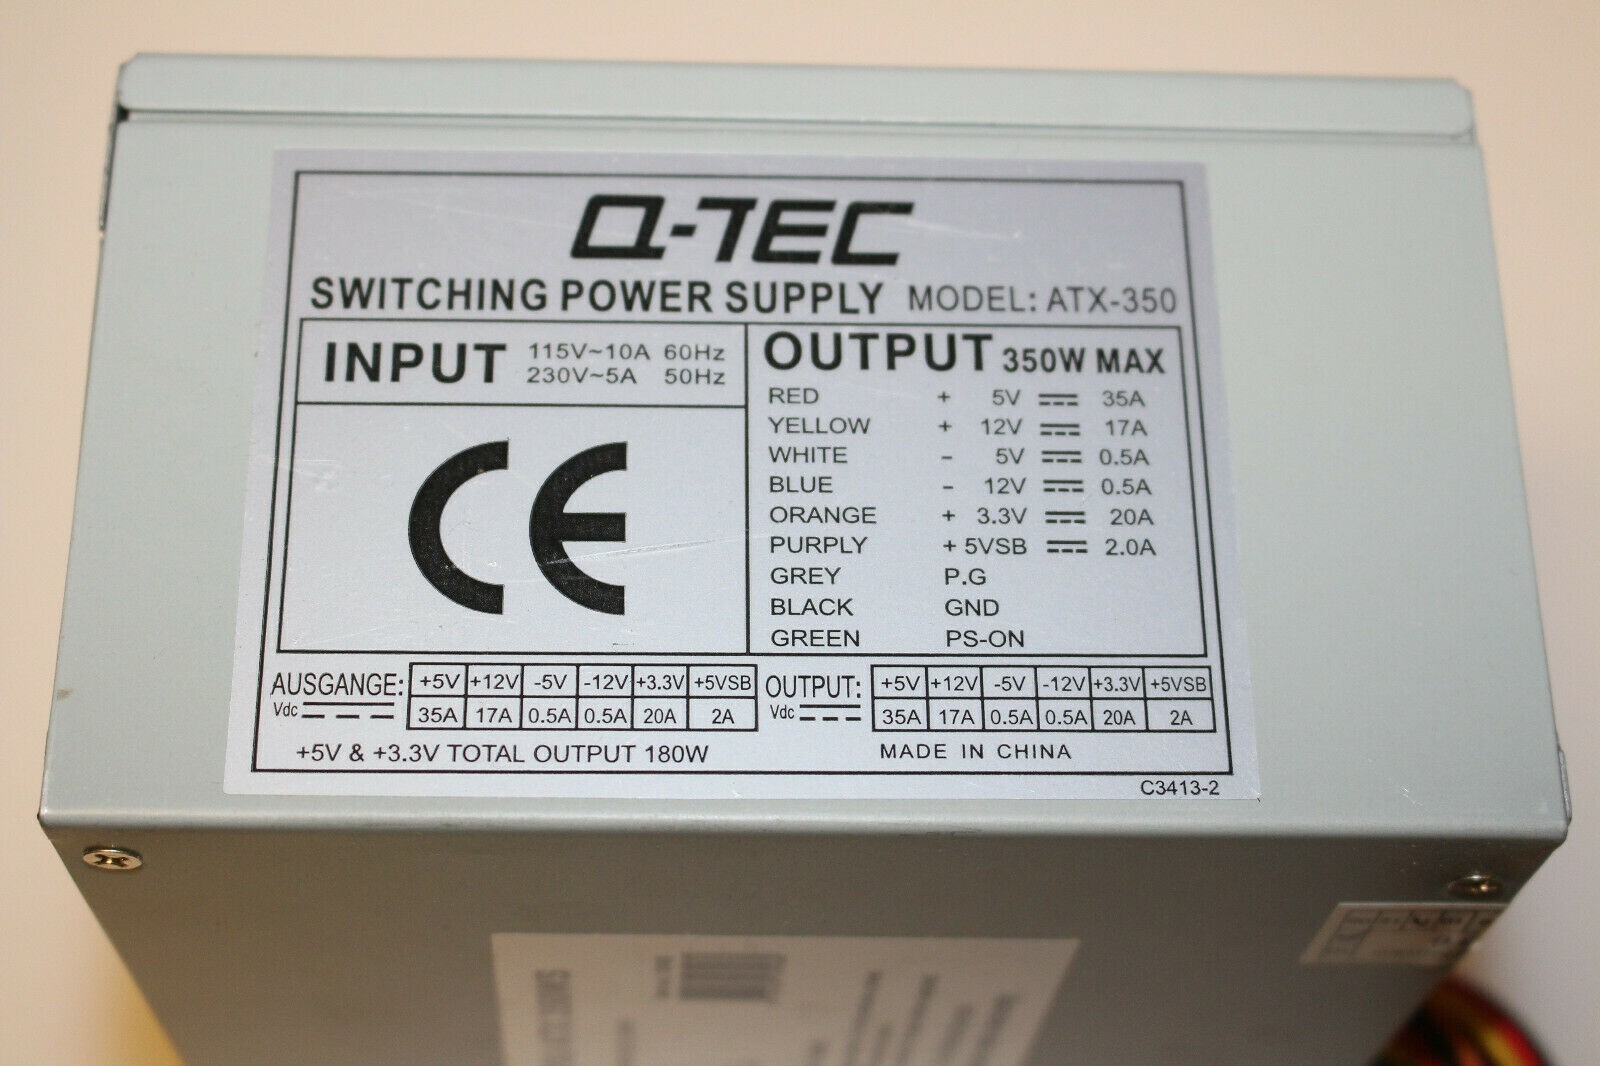 Q-TEC
SWITCHING POWER SUPPLY MODEL: ATX-350
INPUT 115V~10A 60Hz
230V~5A 50Hz
CE
OUTPUT 350W MAX
RED + 5V 35A
YELLOW + 12V 17A
WHITE - 5V 0.5A
BLUE - 12V 0.5A
ORANGE + 3.3V 20A
PURPLY + 5VSB 2.0A
GREY P.G
BLACK GND
GREEN PS-ON
AUSGANGE: +5V +12V -5V -12V +3.3V +5VSB
Vdc 35A 17A 0.5A 0.5A 20A 2A
OUTPUT: +5V +12V -5V -12V +3.3V +5VSB
Vdc 35A 17A 0.5A 0.5A 20A 2A
+5V & +3.3V TOTAL OUTPUT 180W
MADE IN CHINA
C3413-2